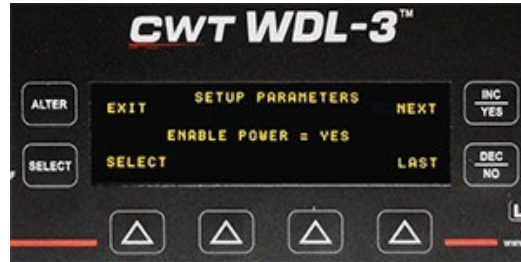 CWT WDL-3™
ALTER
EXIT
SETUP PARAMETERS
NEXT
INC
YES
ENABLE POWER = YES
SELECT
SELECT
LAST
DEC
NO